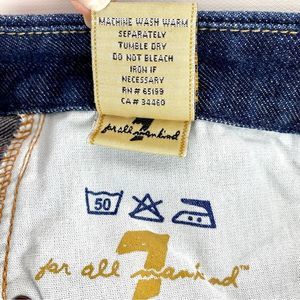 MACHINE WASH WARM
SEPARATELY
TUMBLE DRY
DO NOT BLEACH
IRON IF
NECESSARY
RN# 65199
CA# 34460
7
for all mankind
50
7
for all mankind™